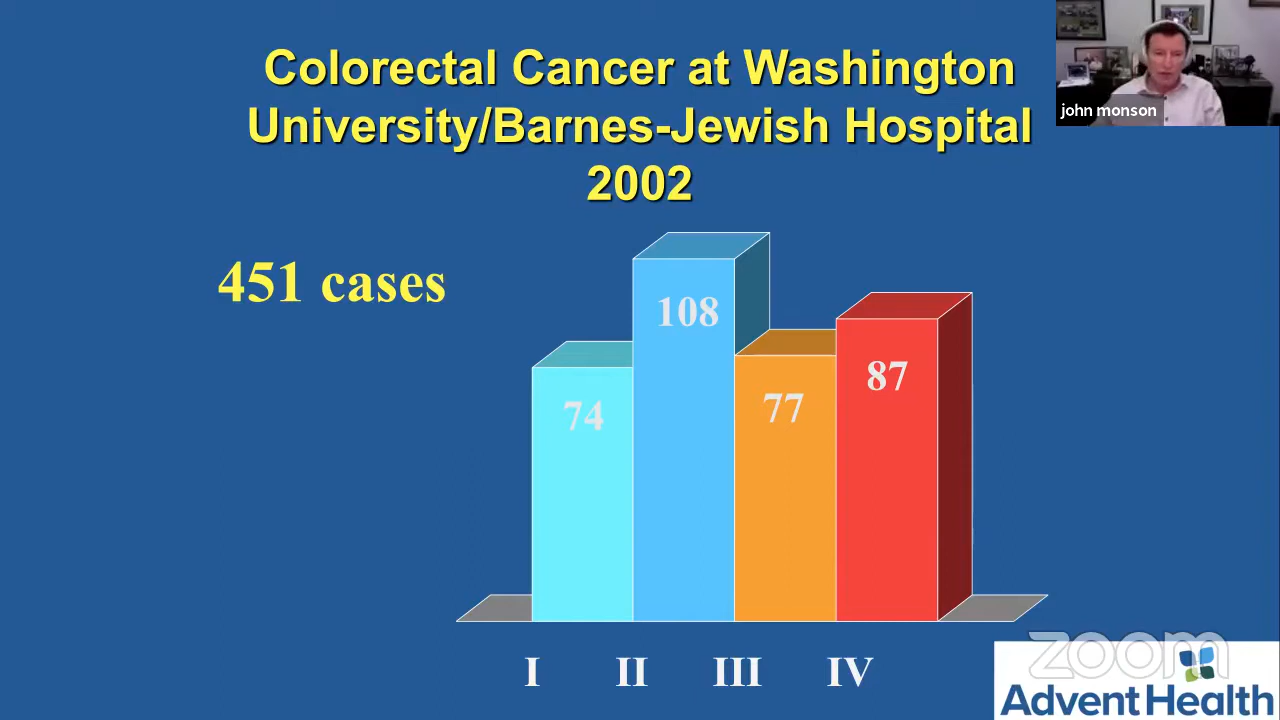 Colorectal Cancer at Washington
University/Barnes-Jewish Hospital
2002
john monson
451 cases
108
87
74
77
I II III IV
zoom
AdventHealth